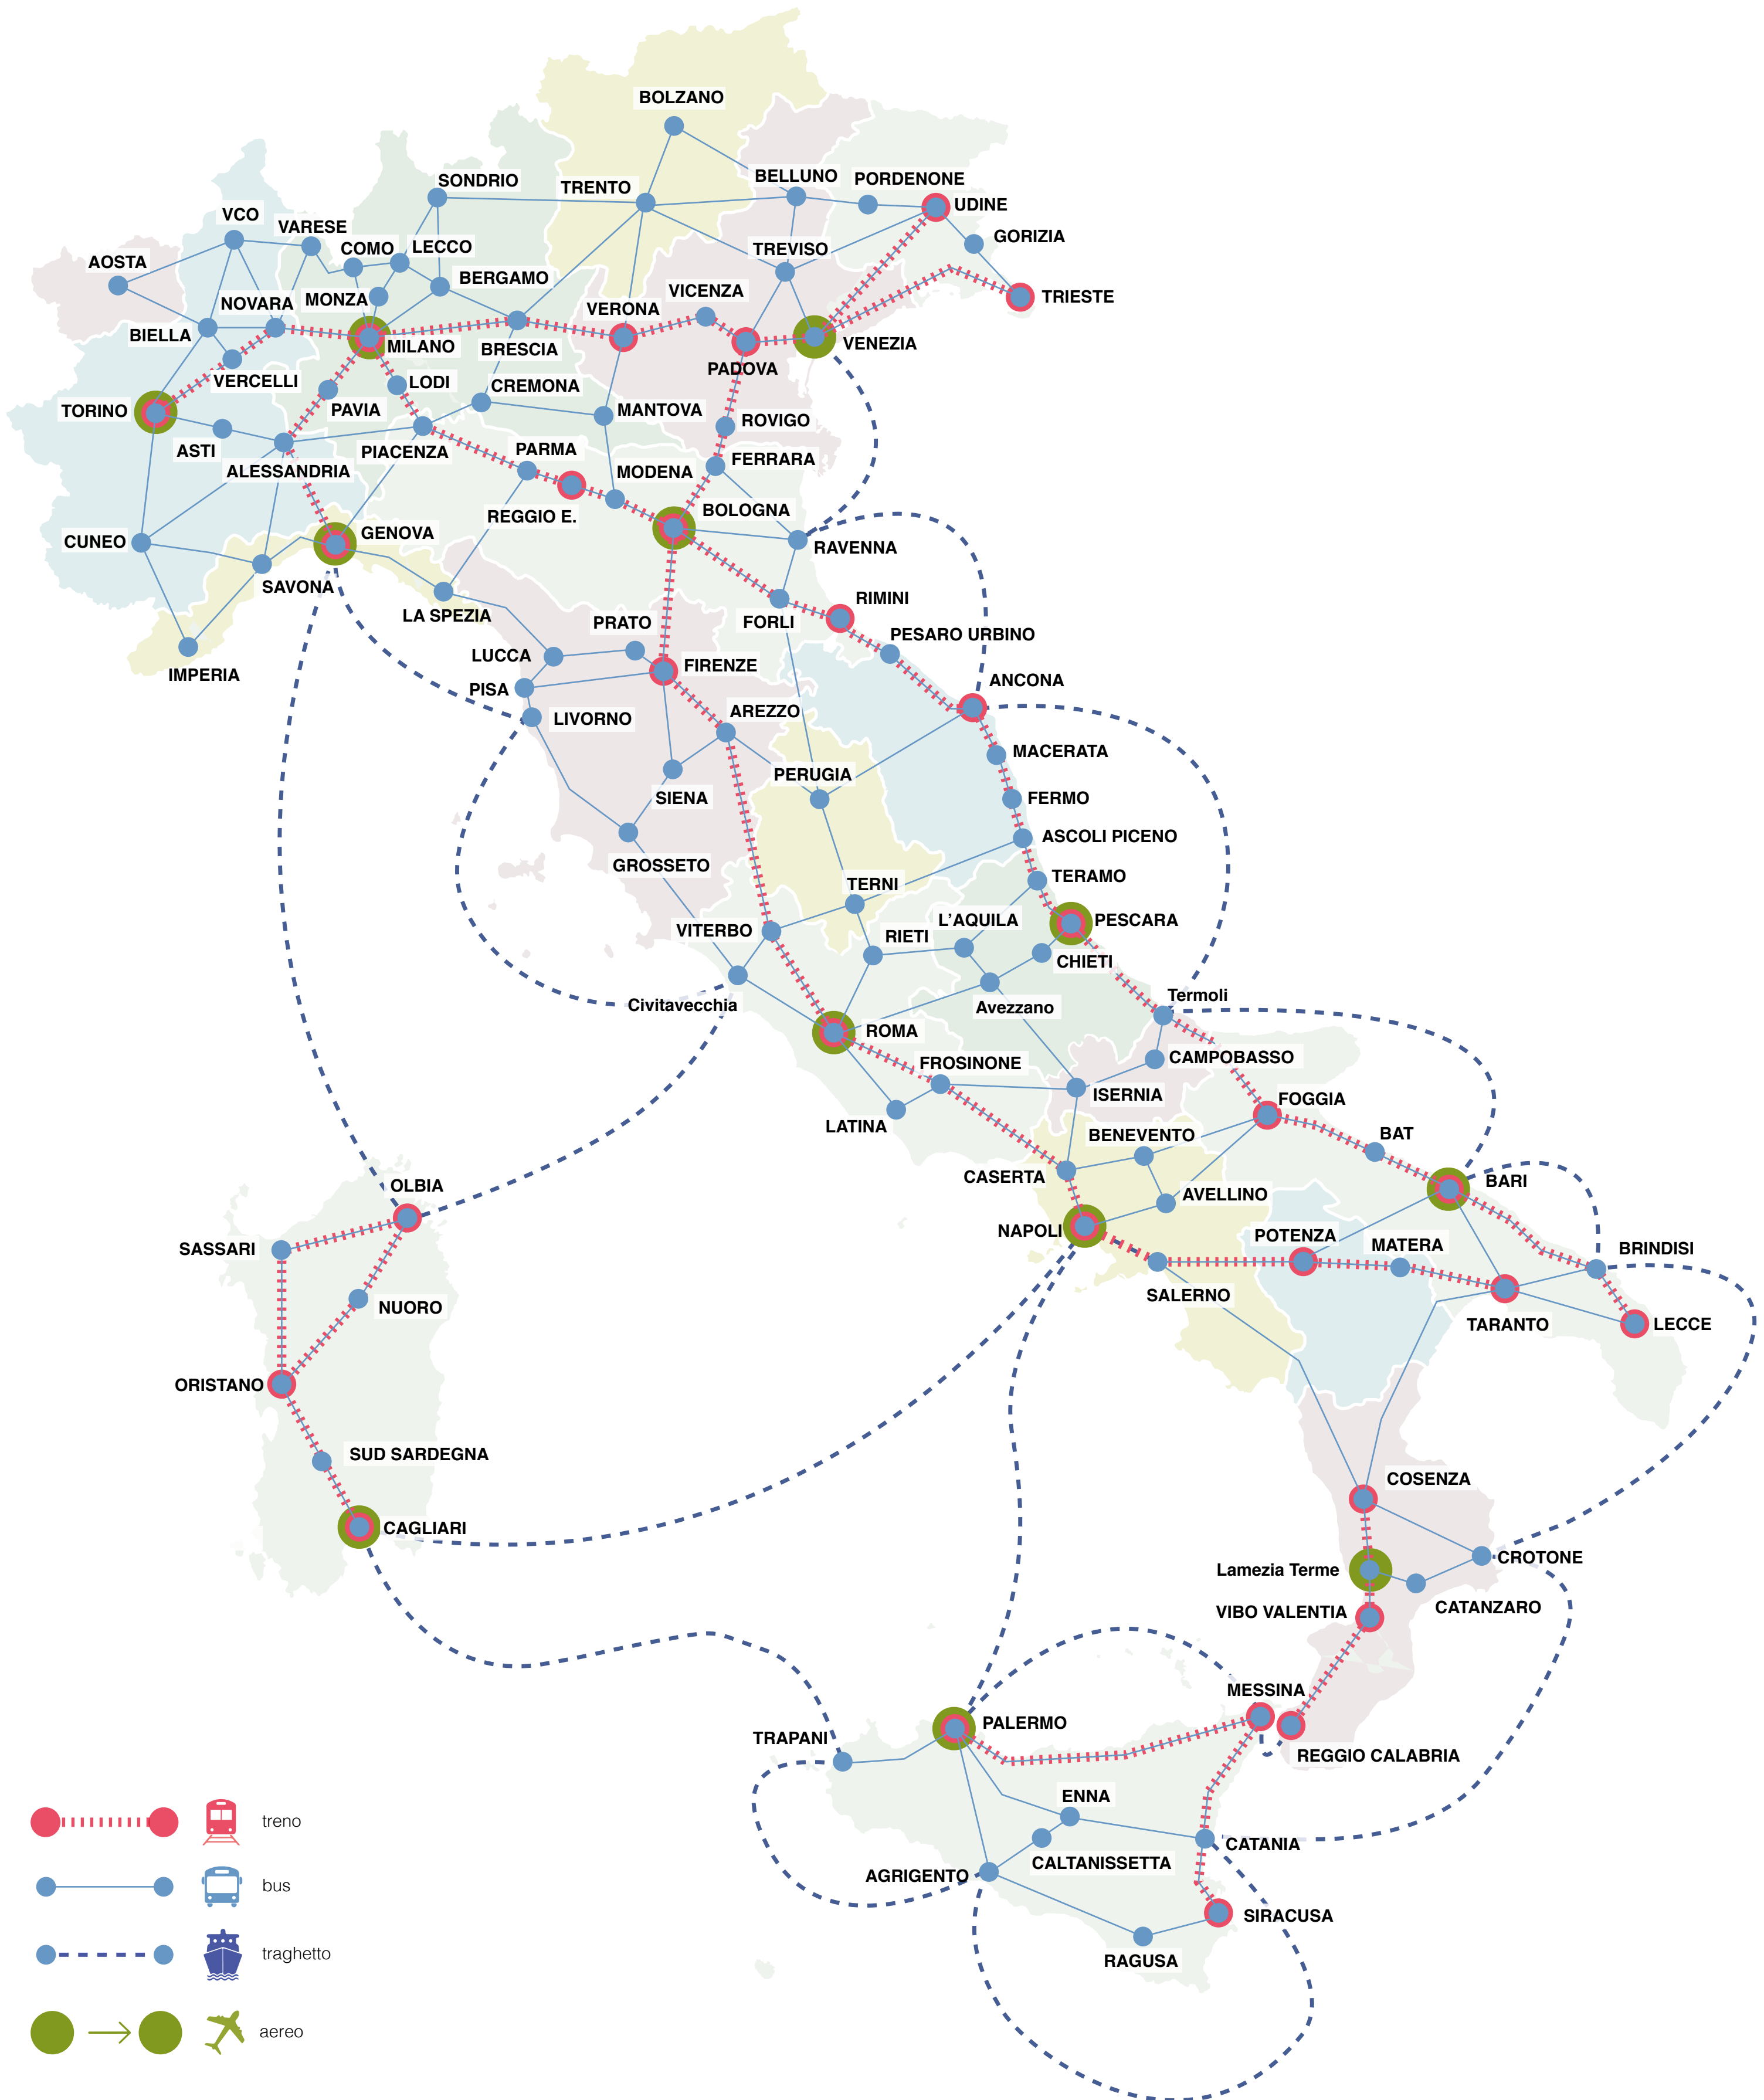 BOLZANO
SONDRIO
TRENTO
BELLUNO
PORDENONE
UDINE
VCO
VARESE
COMO
LECCO
TREVISO
GORIZIA
AOSTA
BERGAMO
NOVARA
MONZA
VERONA
VICENZA
TRIESTE
BIELLA
MILANO
BRESCIA
VENEZIA
PADOVA
VERCELLI
LODI
CREMONA
TORINO
PAVIA
MANTOVA
ROVIGO
ASTI
PIACENZA
PARMA
FERRARA
ALESSANDRIA
MODENA
REGGIO E.
BOLOGNA
CUNEO
GENOVA
RAVENNA
SAVONA
LA SPEZIA
RIMINI
PRATO
FORLI
PESARO URBINO
IMPERIA
LUCCA
FIRENZE
PISA
ANCONA
LIVORNO
AREZZO
MACERATA
PERUGIA
SIENA
FERMO
ASCOLI PICENO
GROSSETO
TERNI
TERAMO
VITERBO
RIETI
L'AQUILA
PESCARA
CHIETI
Civitavecchia
Avezzano
Termoli
ROMA
FROSINONE
CAMPOBASSO
ISERNIA
LATINA
FOGGIA
BENEVENTO
BAT
CASERTA
OLBIA
AVELLINO
BARI
NAPOLI
SASSARI
POTENZA
MATERA
BRINDISI
NUORO
SALERNO
TARANTO
LECCE
ORISTANO
SUD SARDEGNA
COSENZA
CAGLIARI
Lamezia Terme
CROTONE
VIBO VALENTIA
CATANZARO
MESSINA
PALERMO
TRAPANI
REGGIO CALABRIA
ENNA
CATANIA
CALTANISSETTA
AGRIGENTO
SIRACUSA
RAGUSA
treno
bus
traghetto
aereo